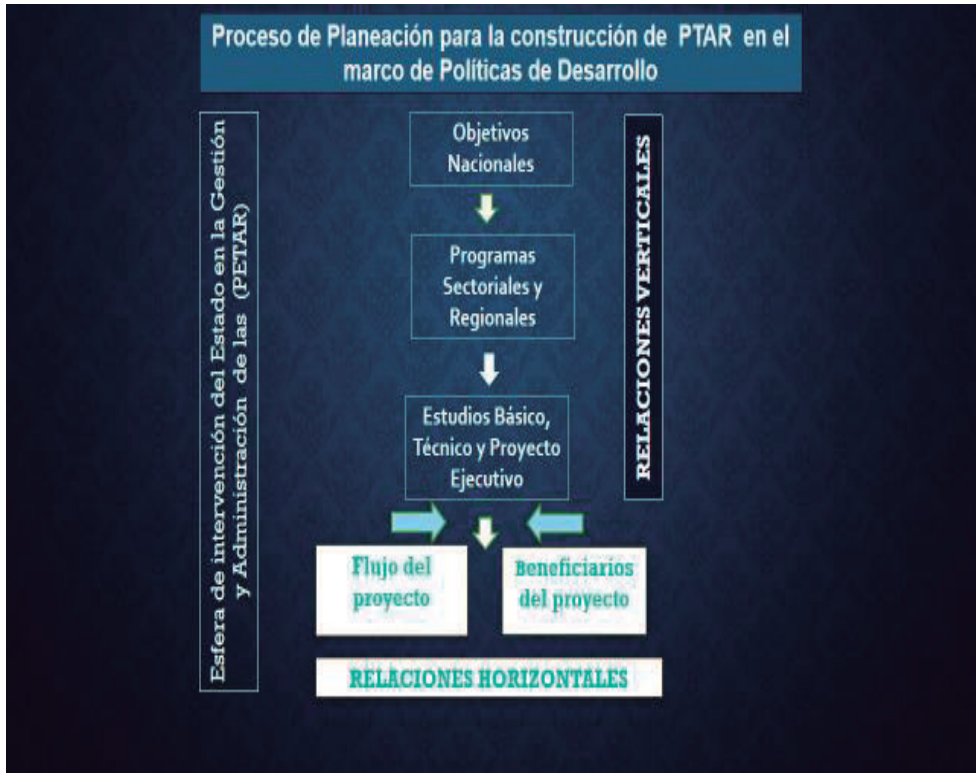 Proceso de Planeación para la construcción de PTAR en el
marco de Políticas de Desarrollo
Esfera de intervención del Estado en la Gestión
y Administración de las (PETAR)
Objetivos
Nacionales
Programas
Sectoriales y
Regionales
Estudios Básico,
Técnico y Proyecto
Ejecutivo
RELACIONES VERTICALES
Flujo del
proyecto
Beneficiarios
del proyecto
RELACIONES HORIZONTALES